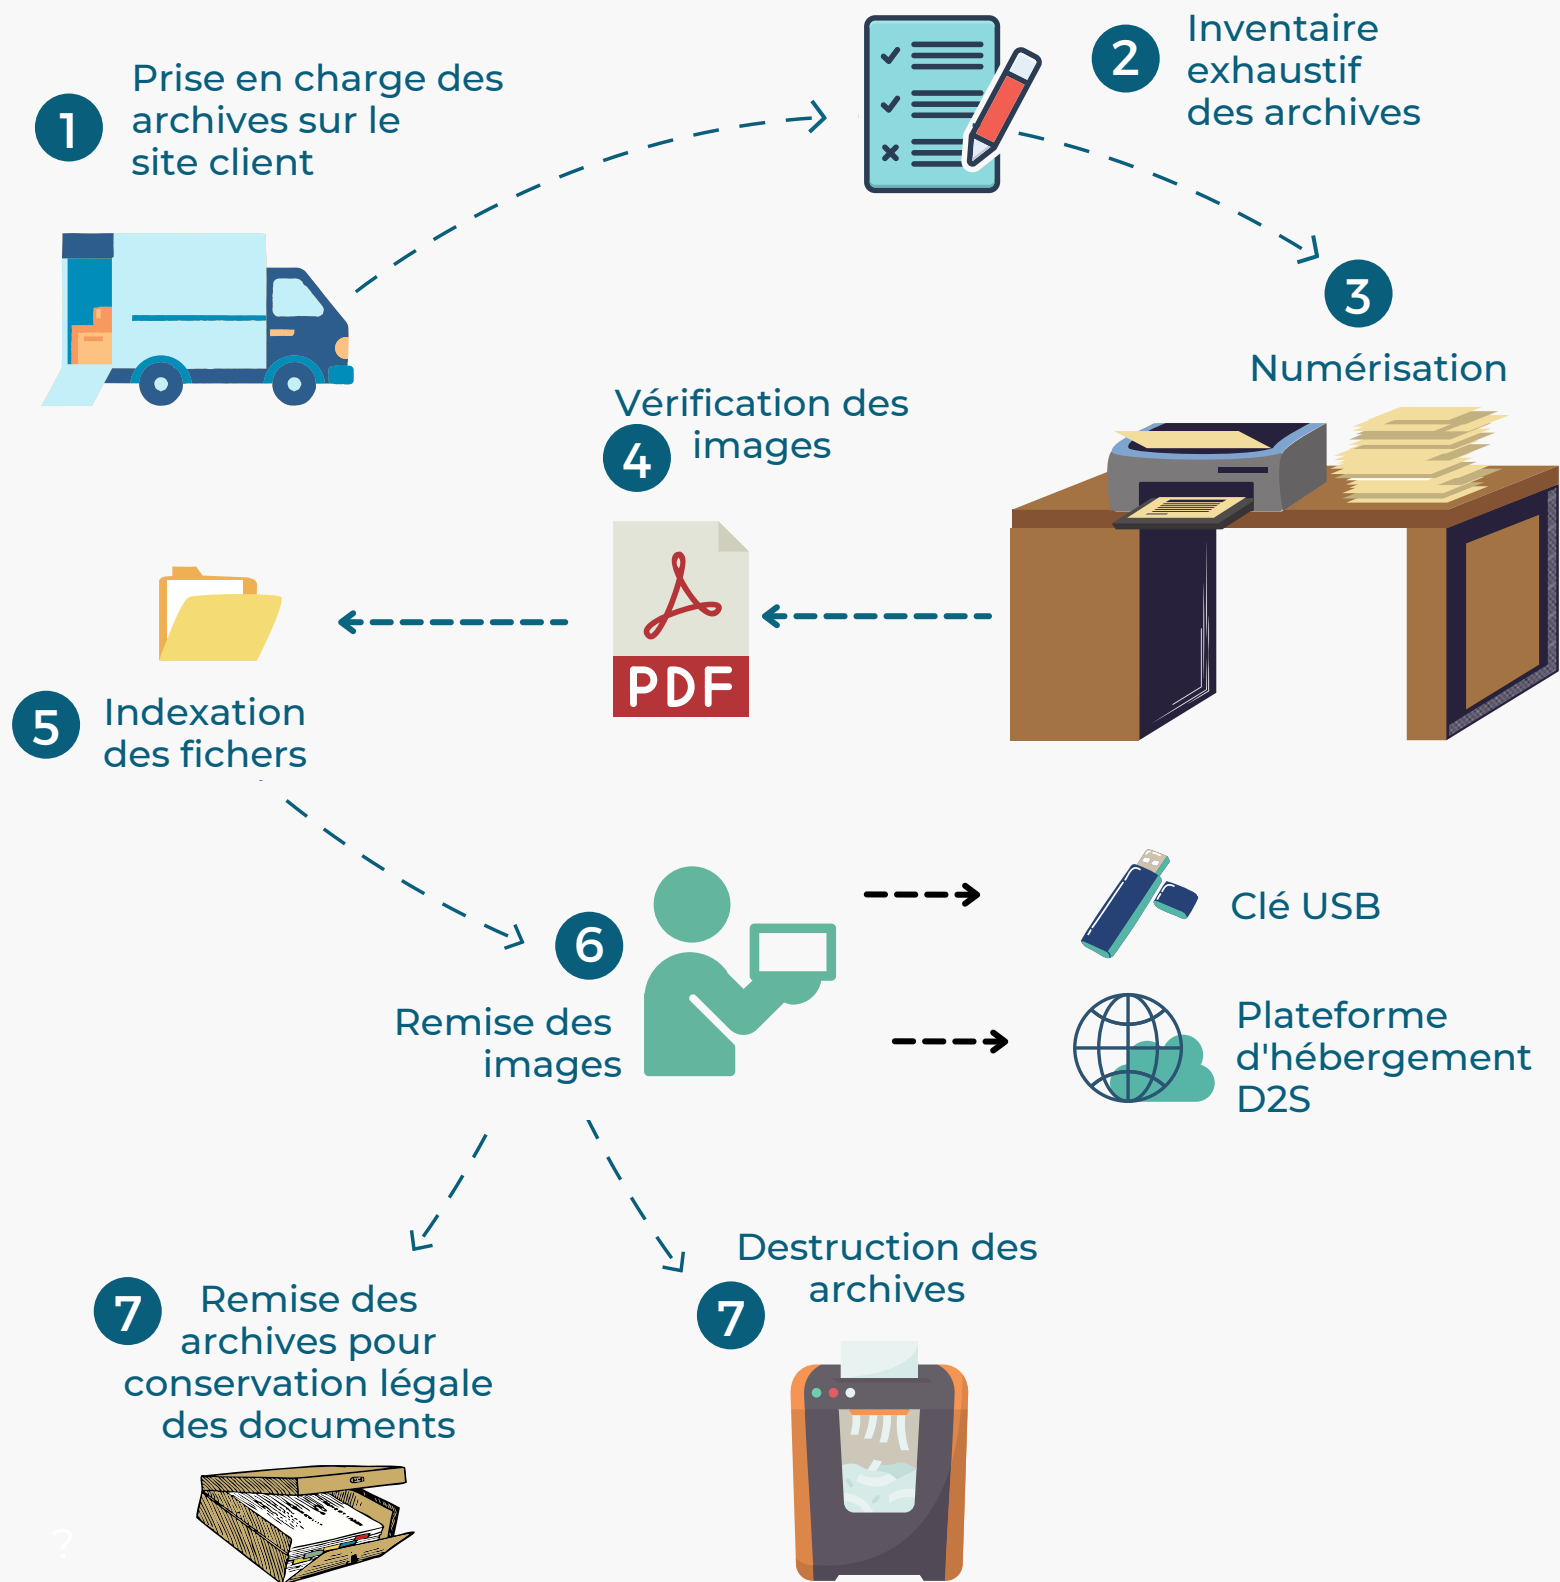 1
Prise en charge des
archives sur le
site client
2
Inventaire
exhaustif
des archives
3
Numérisation
4
Vérification des
images
PDF
5
Indexation
des fichers
6
Remise des
images
Clé USB
Plateforme
d'hébergement
D2S
7
Remise des
archives pour
conservation légale
des documents
7
Destruction des
archives
?